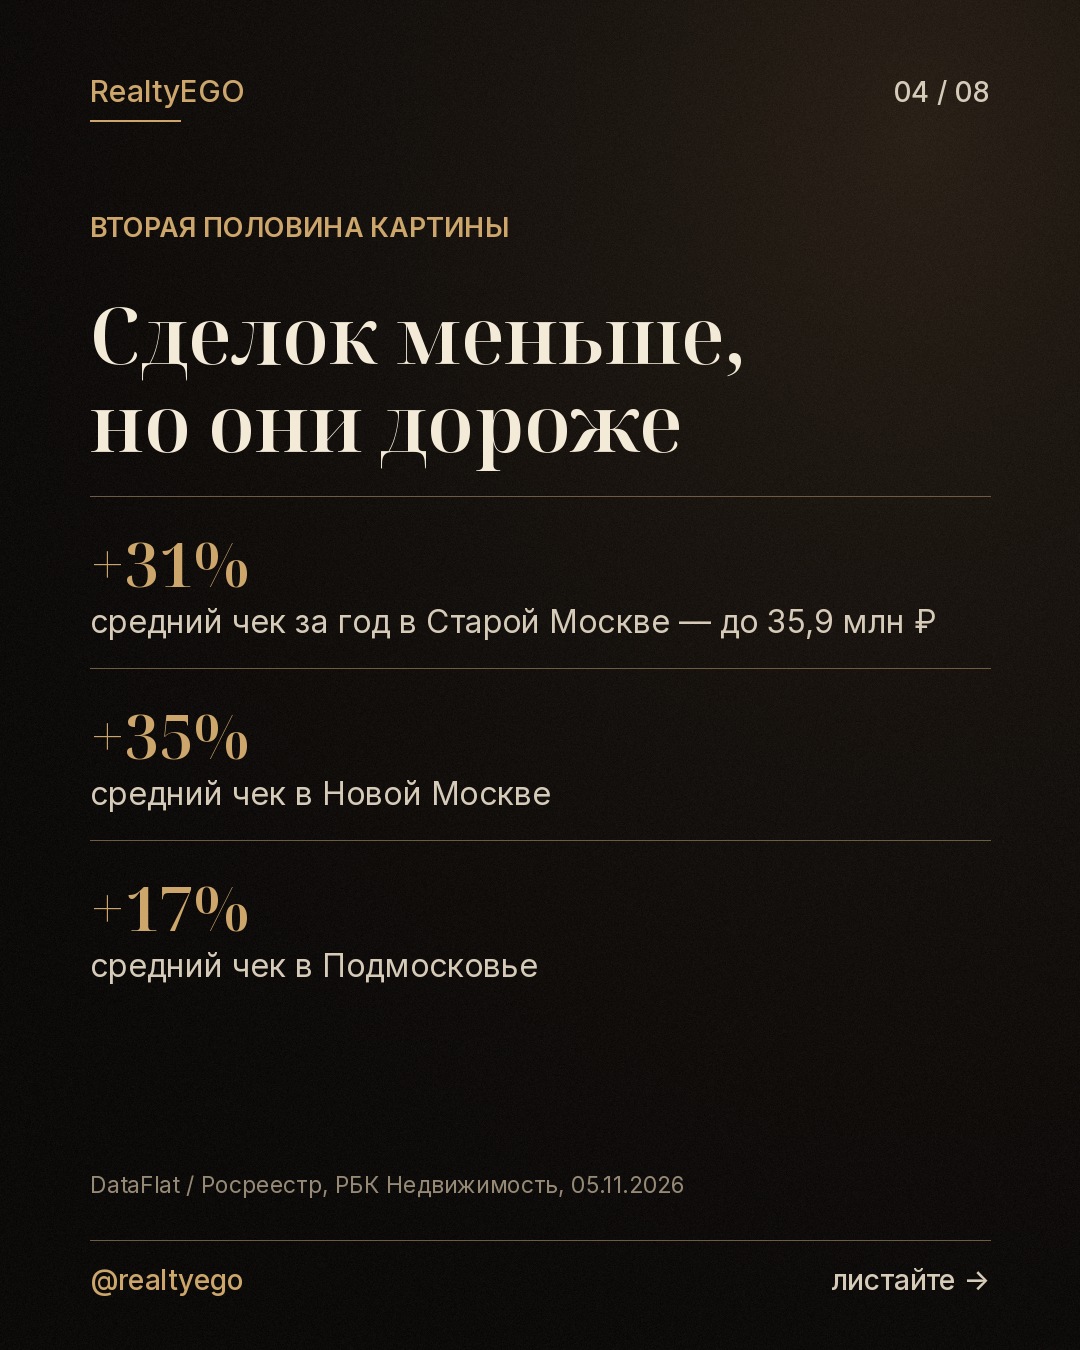 RealtyEGO
04 / 08
ВТОРАЯ ПОЛОВИНА КАРТИНЫ
Сделок меньше,
но они дороже
+31%
средний чек за год в Старой Москве — до 35,9 млн ₽
+35%
средний чек в Новой Москве
+17%
средний чек в Подмосковье
DataFlat / Росреестр, РБК Недвижимость, 05.11.2026
@realtyego
листайте →